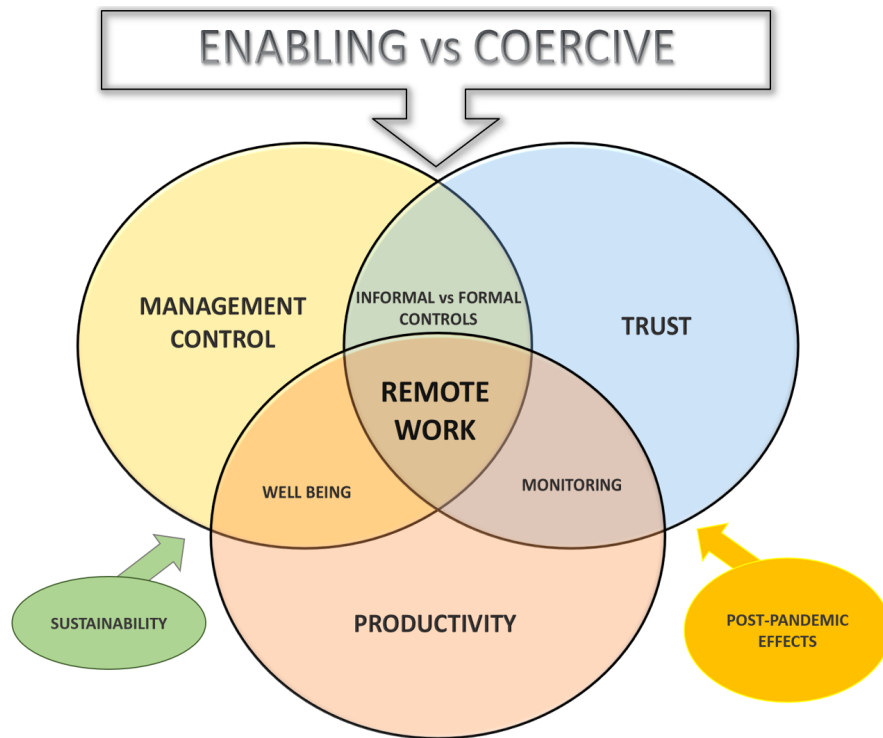 ENABLING vs COERCIVE
MANAGEMENT
CONTROL
INFORMAL vs FORMAL
CONTROLS
TRUST
REMOTE
WORK
WELL BEING
MONITORING
SUSTAINABILITY
PRODUCTIVITY
POST-PANDEMIC
EFFECTS